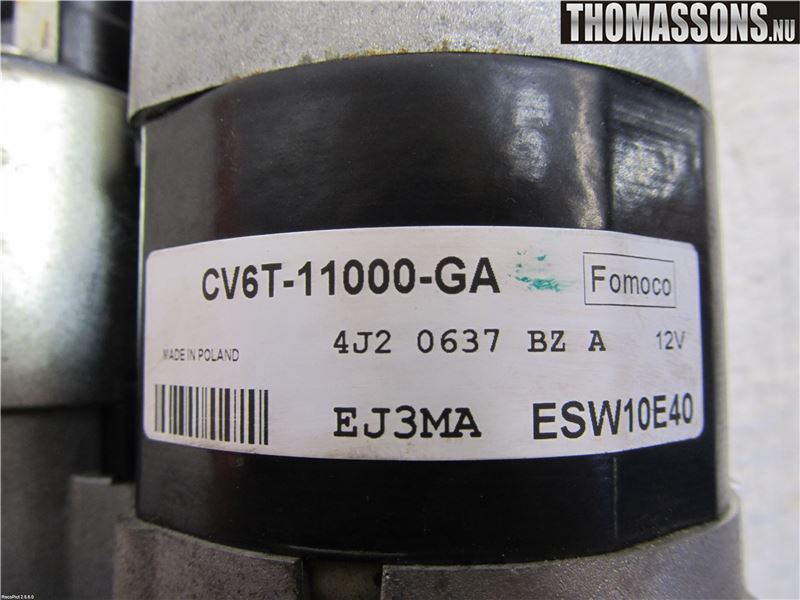 THOMASSONS.NU
CV6T-11000-GA Fomoco
4J2 0637 BZ A 12V
MADE IN POLAND
EJ3MA ESW10E40